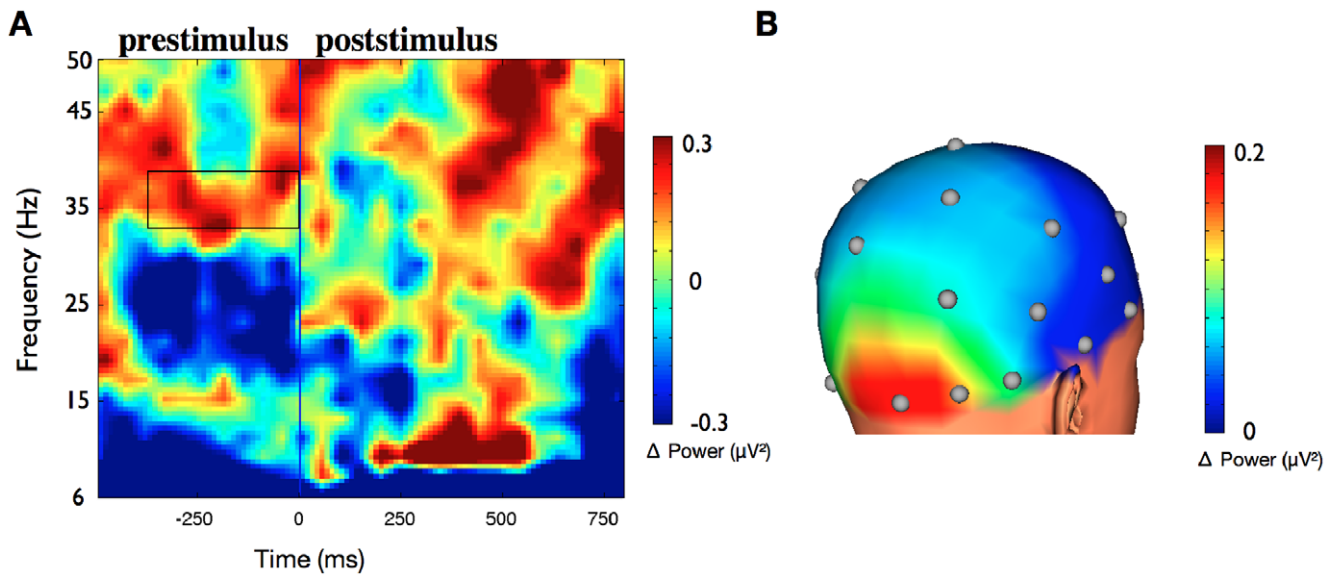 A
prestimulus
poststimulus
50
45
35
25
15
6
Frequency (Hz)
-250
0
250
500
750
Time (ms)
0.3
0
-0.3
Δ Power (µV²)
B
0.2
0
Δ Power (µV²)